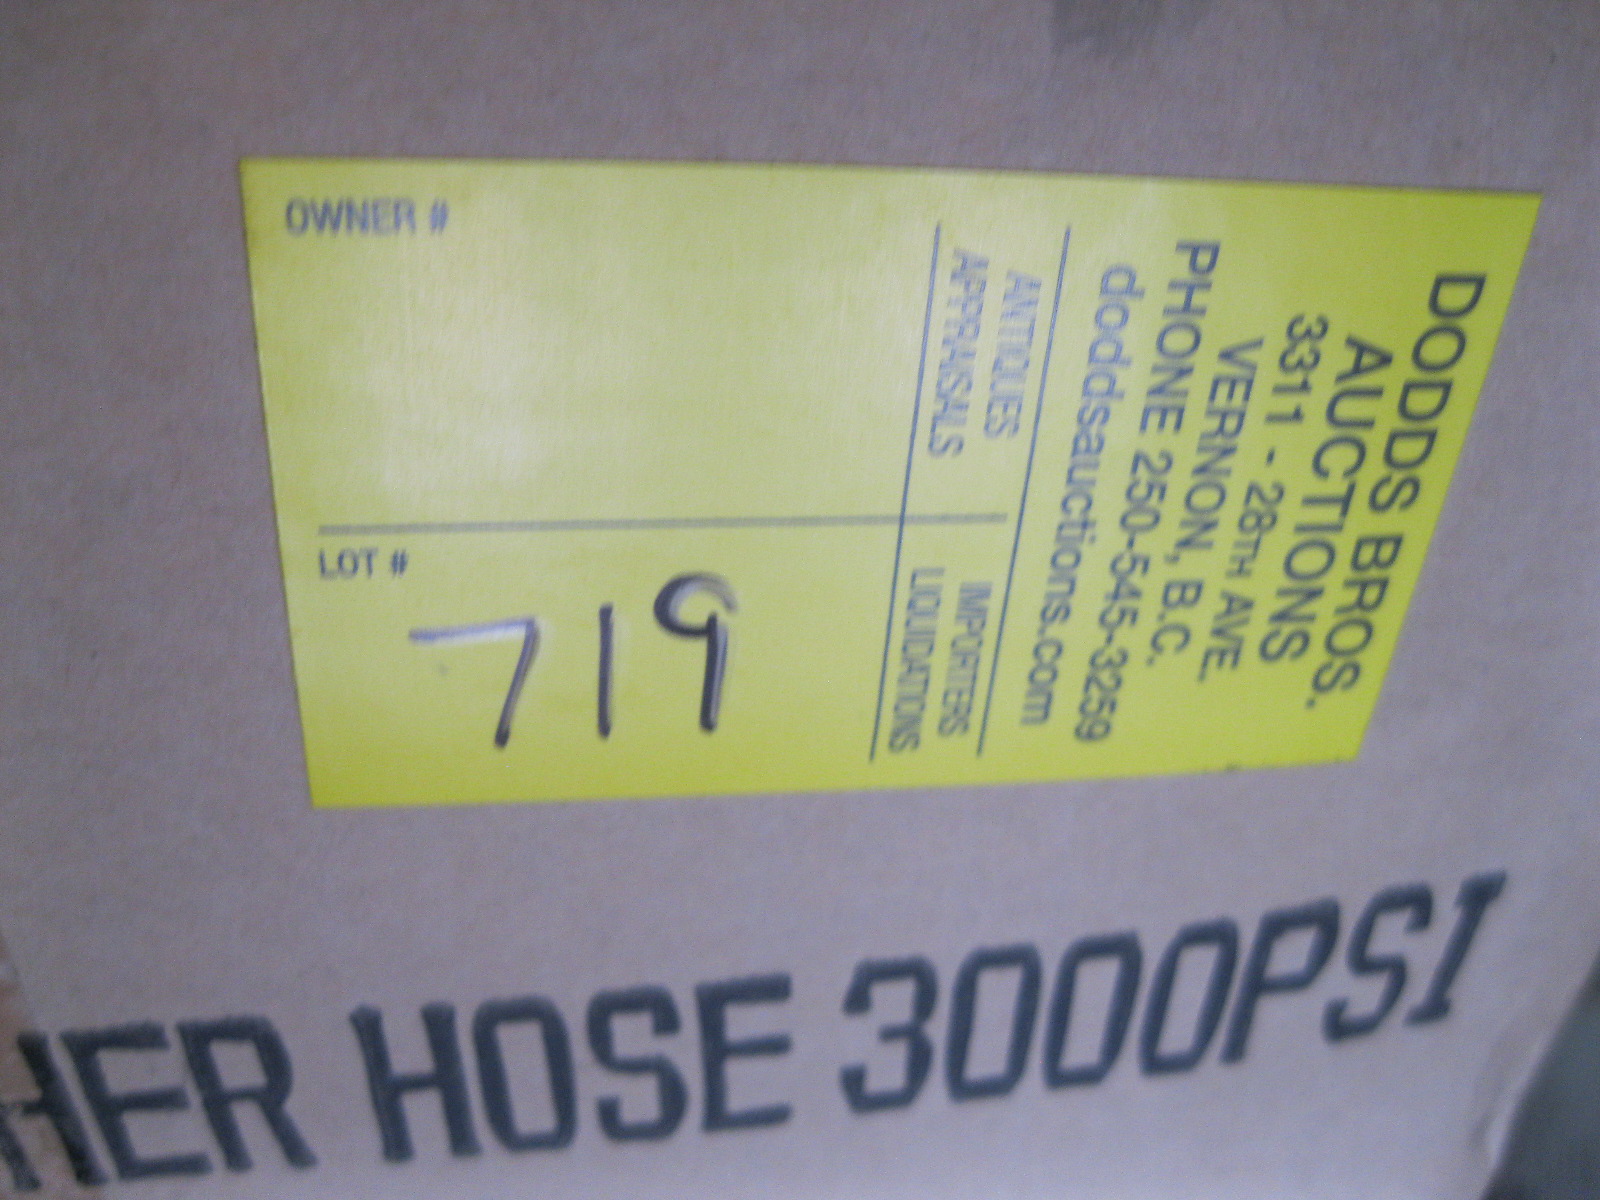 OWNER #
LOT #
719
DODDS BROS.
AUCTIONS
3311 - 28TH AVE.
VERNON, B.C.
PHONE 250-545-3259
doddsauctions.com
ANTIQUES IMPORTERS
APPRAISALS LIQUIDATIONS
HER HOSE 3000PSI